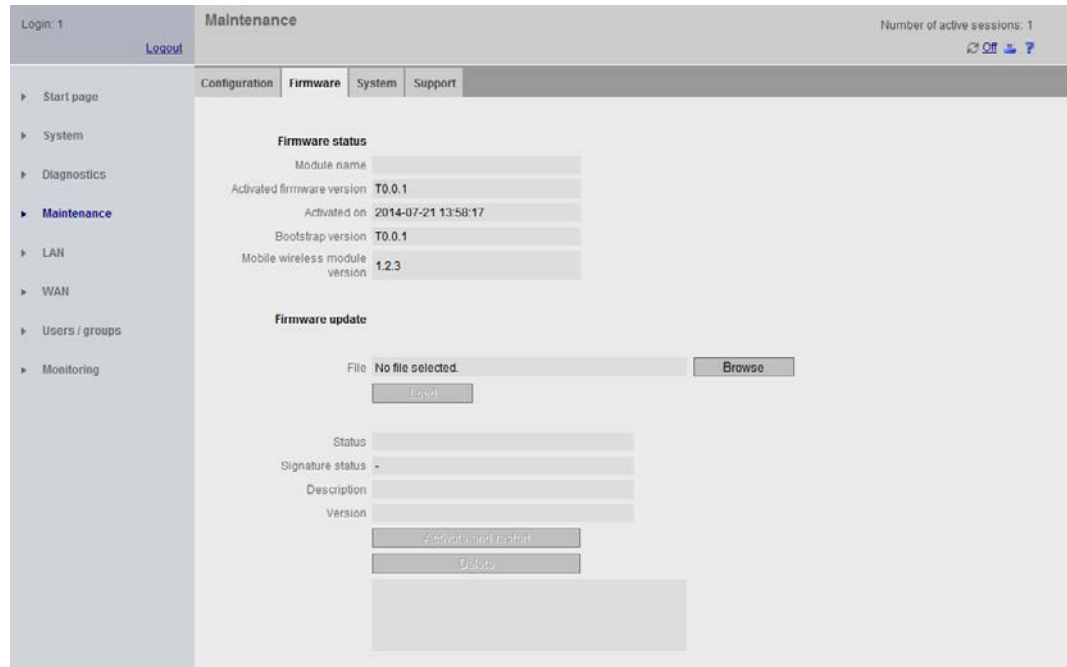 Login: 1
Logout
Maintenance
Number of active sessions: 1
Off ?
Start page
System
Diagnostics
Maintenance
LAN
WAN
Users / groups
Monitoring
Configuration Firmware System Support
Firmware status
Module name
Activated firmware version T0.0.1
Activated on 2014-07-21 13:58:17
Bootstrap version T0.0.1
Mobile wireless module
version 1.2.3
Firmware update
File No file selected. Browse
Load
Status
Signature status -
Description
Version
Activate and restart
Delete